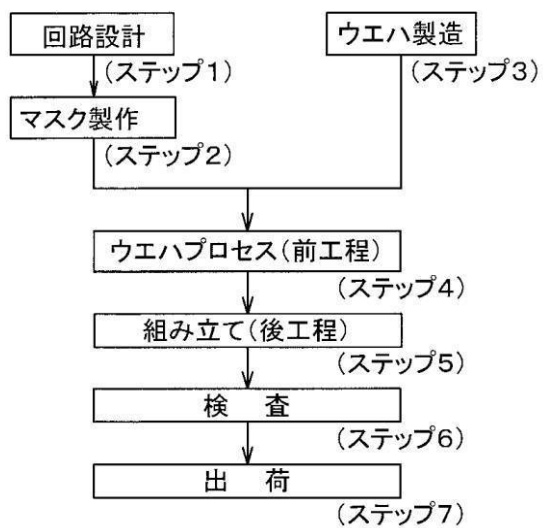 回路設計
(ステップ1)
ウエハ製造
(ステップ3)
マスク製作
(ステップ2)
ウエハプロセス(前工程)
(ステップ4)
組み立て(後工程)
(ステップ5)
検 査
(ステップ6)
出 荷
(ステップ7)